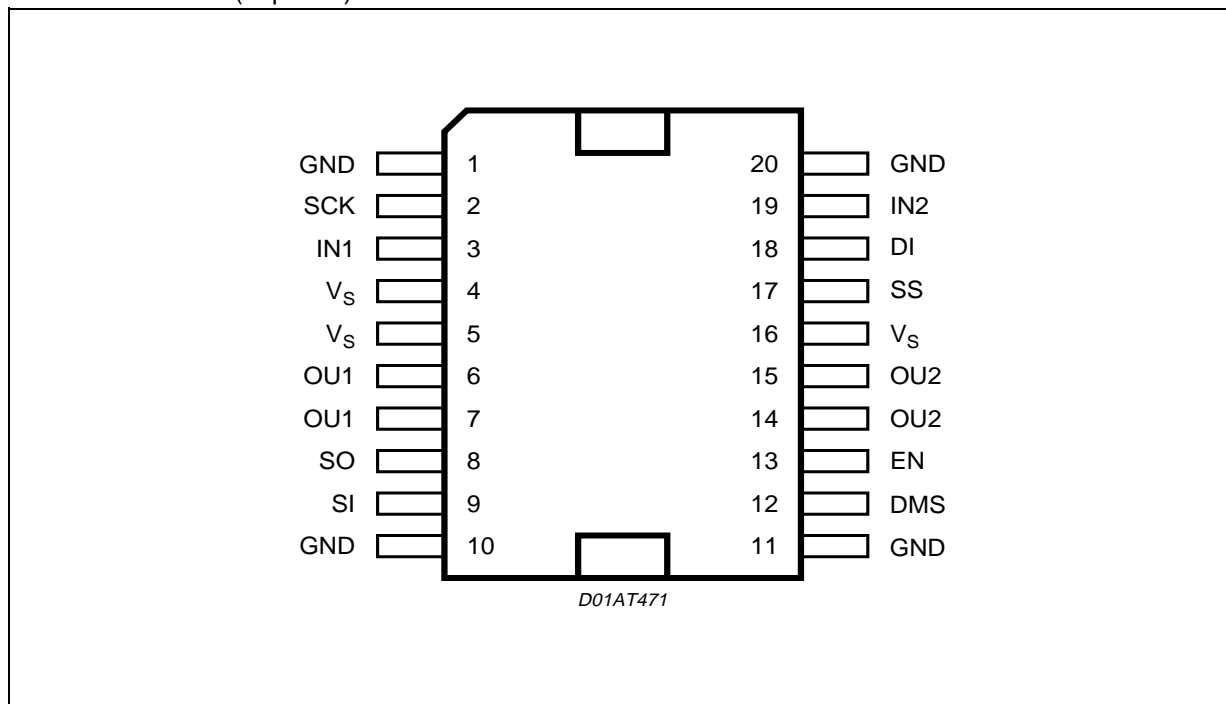 GND 1 20 GND
SCK 2 19 IN2
IN1 3 18 DI
VS 4 17 SS
VS 5 16 VS
OU1 6 15 OU2
OU1 7 14 OU2
SO 8 13 EN
SI 9 12 DMS
GND 10 11 GND
D01AT471